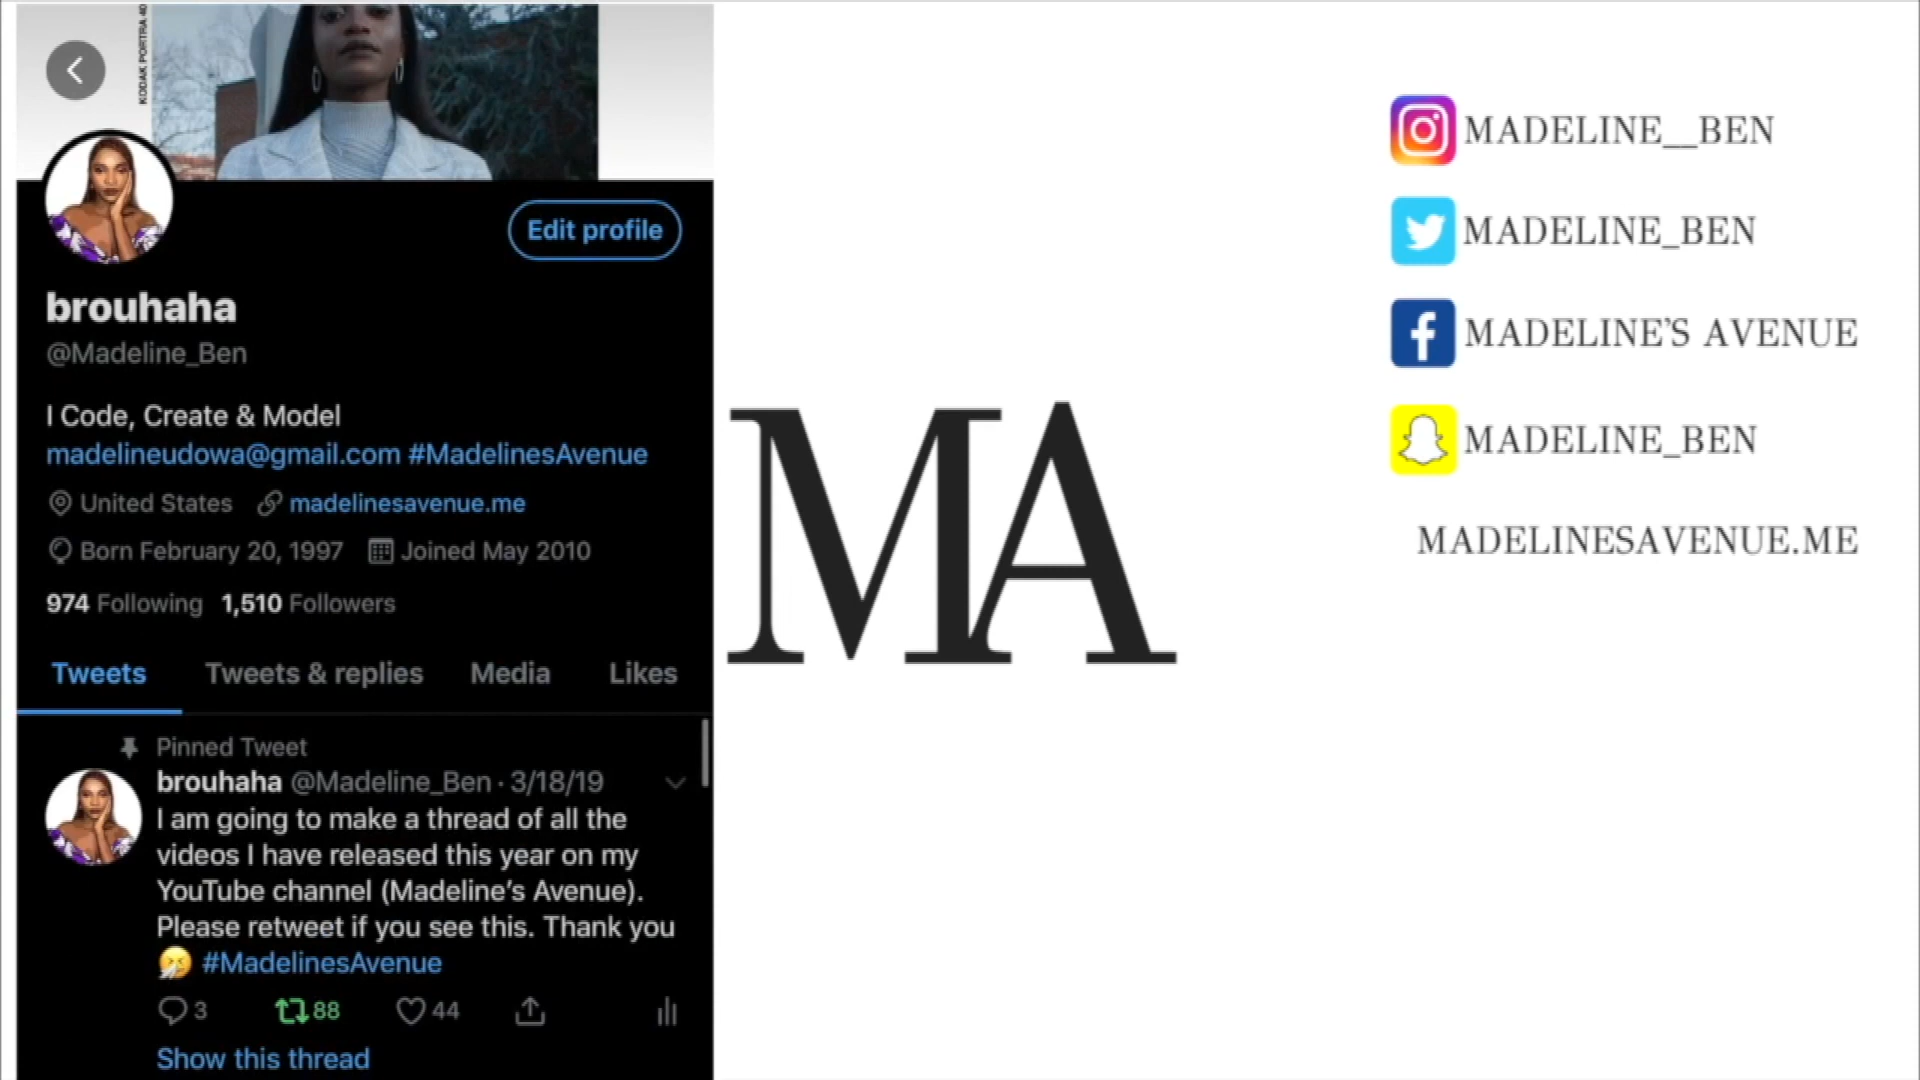 KODAK PORTRA 40
Edit profile
brouhaha
@Madeline_Ben
I Code, Create & Model
madelineudowa@gmail.com #MadelinesAvenue
United States madelinesavenue.me
Born February 20, 1997 Joined May 2010
974 Following 1,510 Followers
Tweets Tweets & replies Media Likes
Pinned Tweet
brouhaha @Madeline_Ben · 3/18/19
I am going to make a thread of all the
videos I have released this year on my
YouTube channel (Madeline’s Avenue).
Please retweet if you see this. Thank you
🤧 #MadelinesAvenue
3 88 44
Show this thread
MA
MADELINE__BEN
MADELINE_BEN
MADELINE’S AVENUE
MADELINE_BEN
MADELINESAVENUE.ME